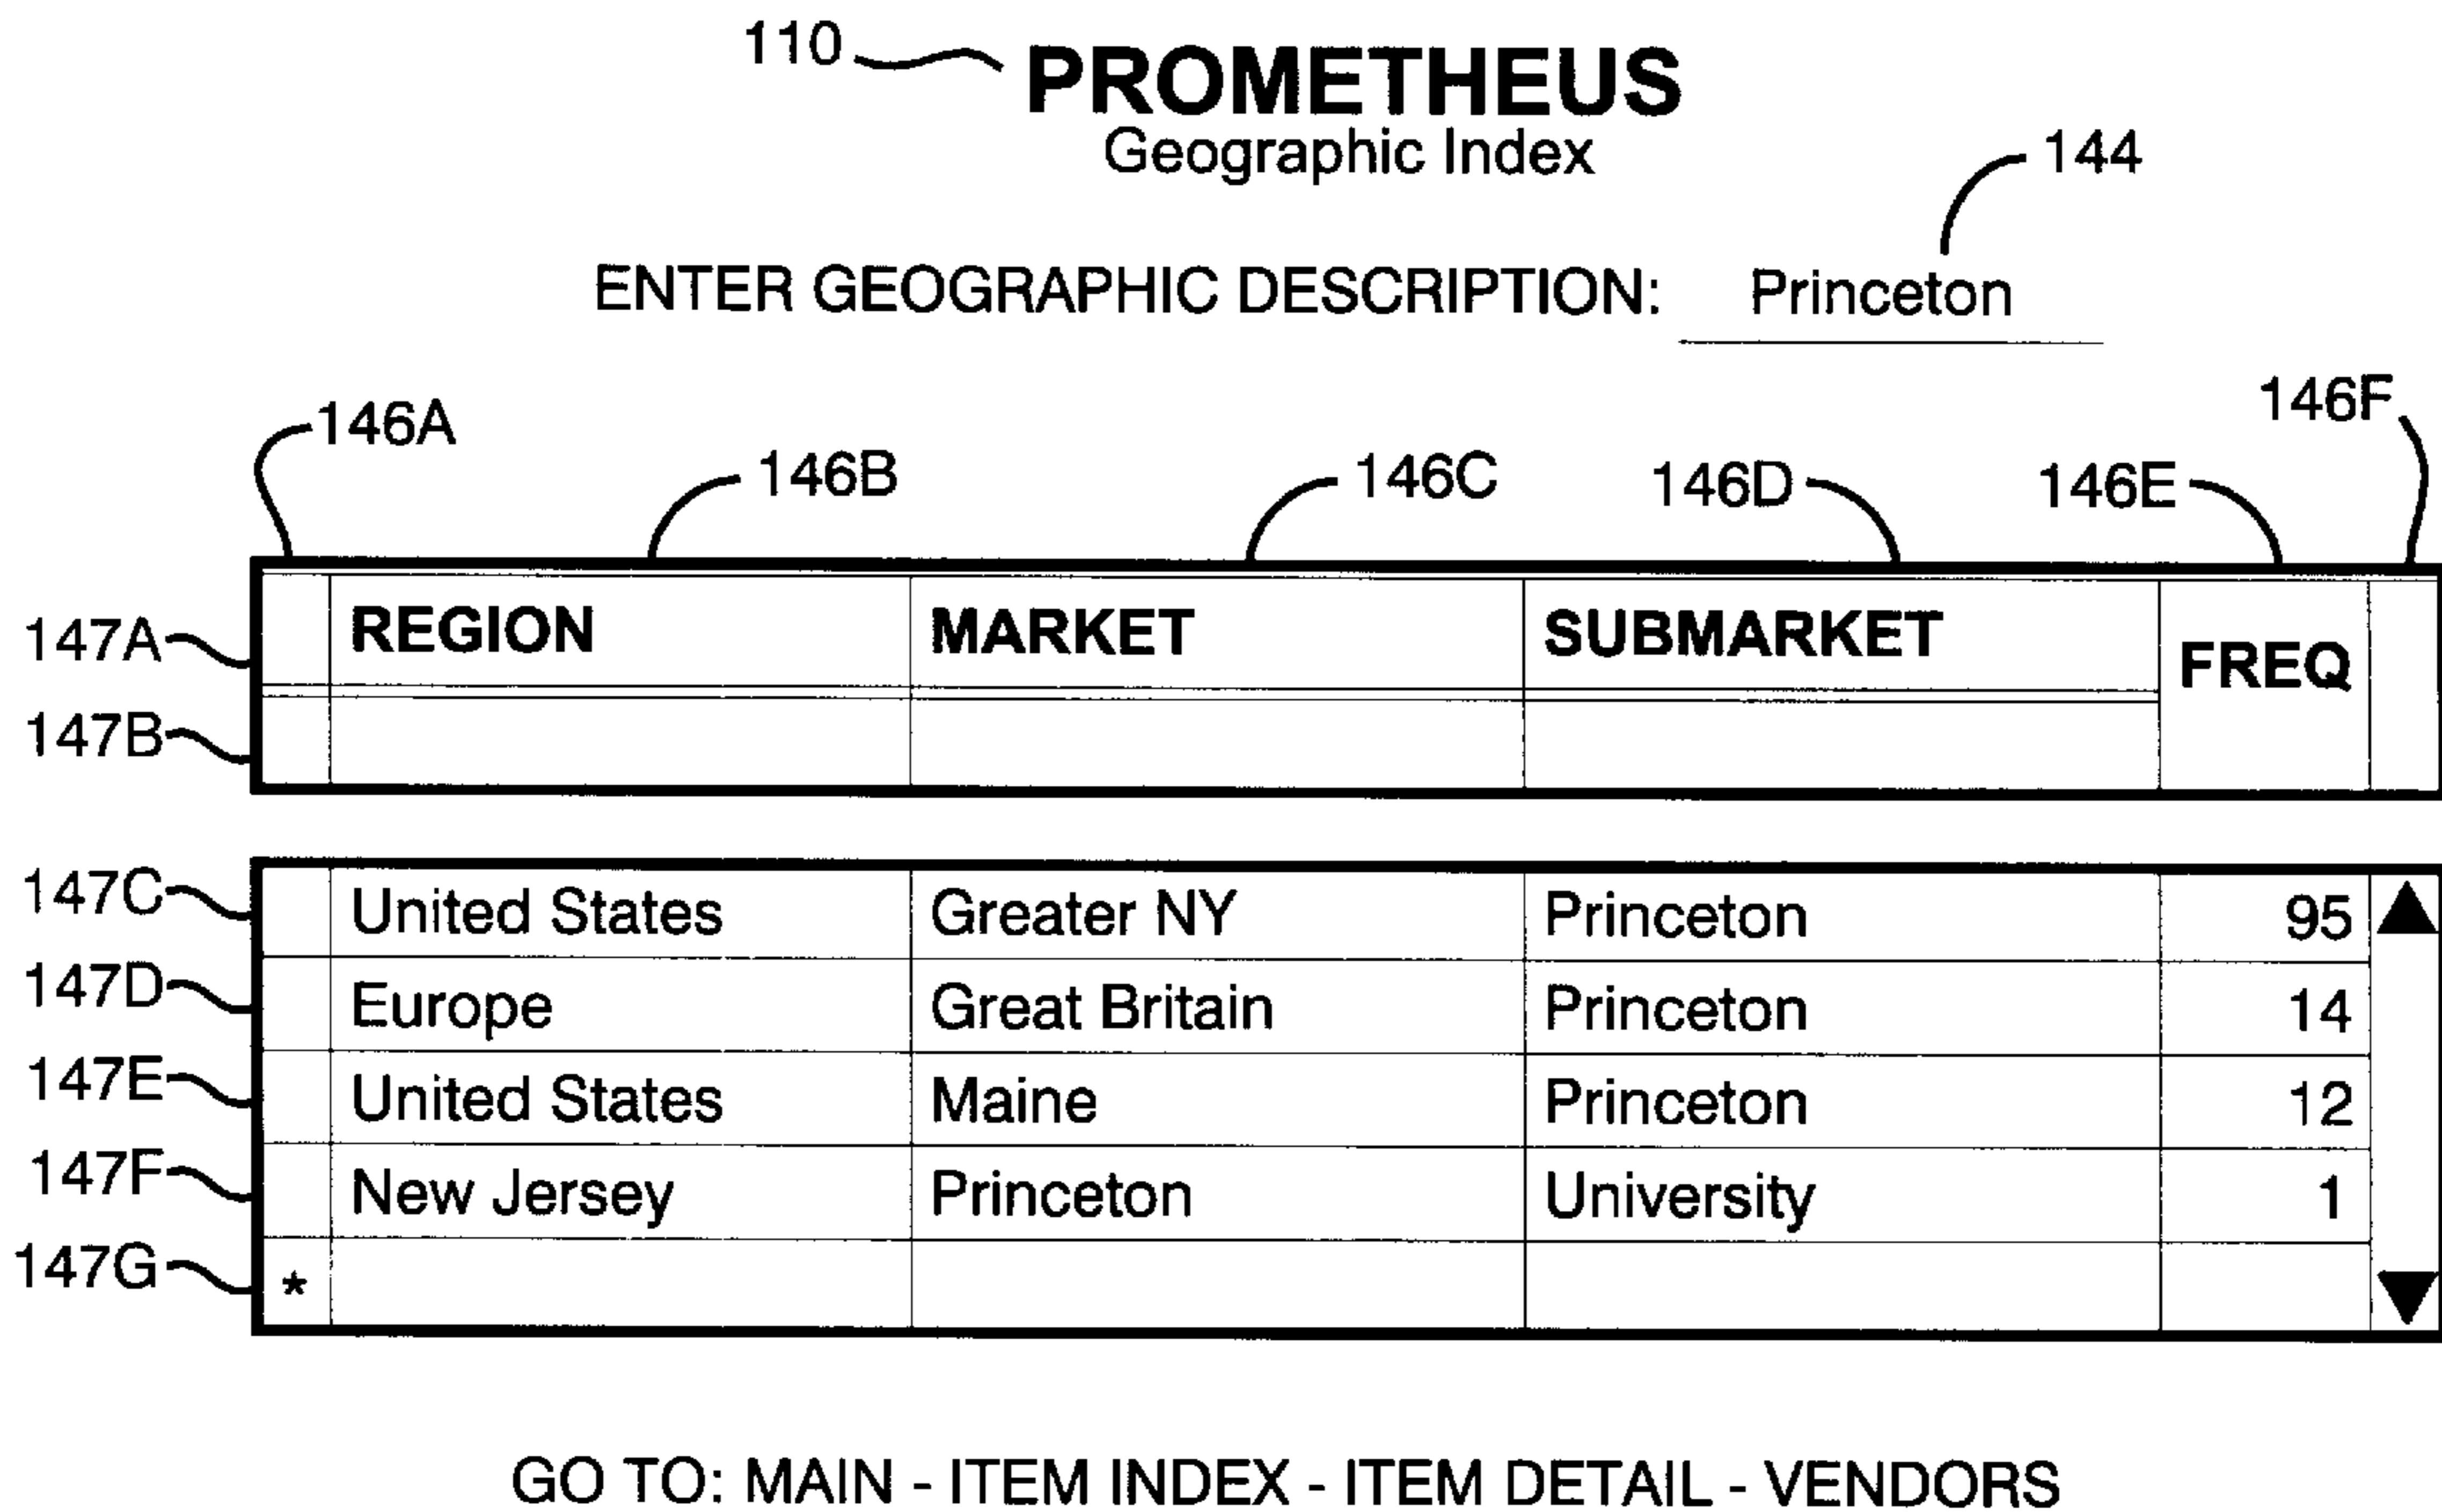 110 PROMETHEUS
Geographic Index
144
ENTER GEOGRAPHIC DESCRIPTION: Princeton
146A 146B 146C 146D 146E 146F
147A REGION MARKET SUBMARKET FREQ
147B
147C United States Greater NY Princeton 95
147D Europe Great Britain Princeton 14
147E United States Maine Princeton 12
147F New Jersey Princeton University 1
147G *
GO TO: MAIN - ITEM INDEX - ITEM DETAIL - VENDORS